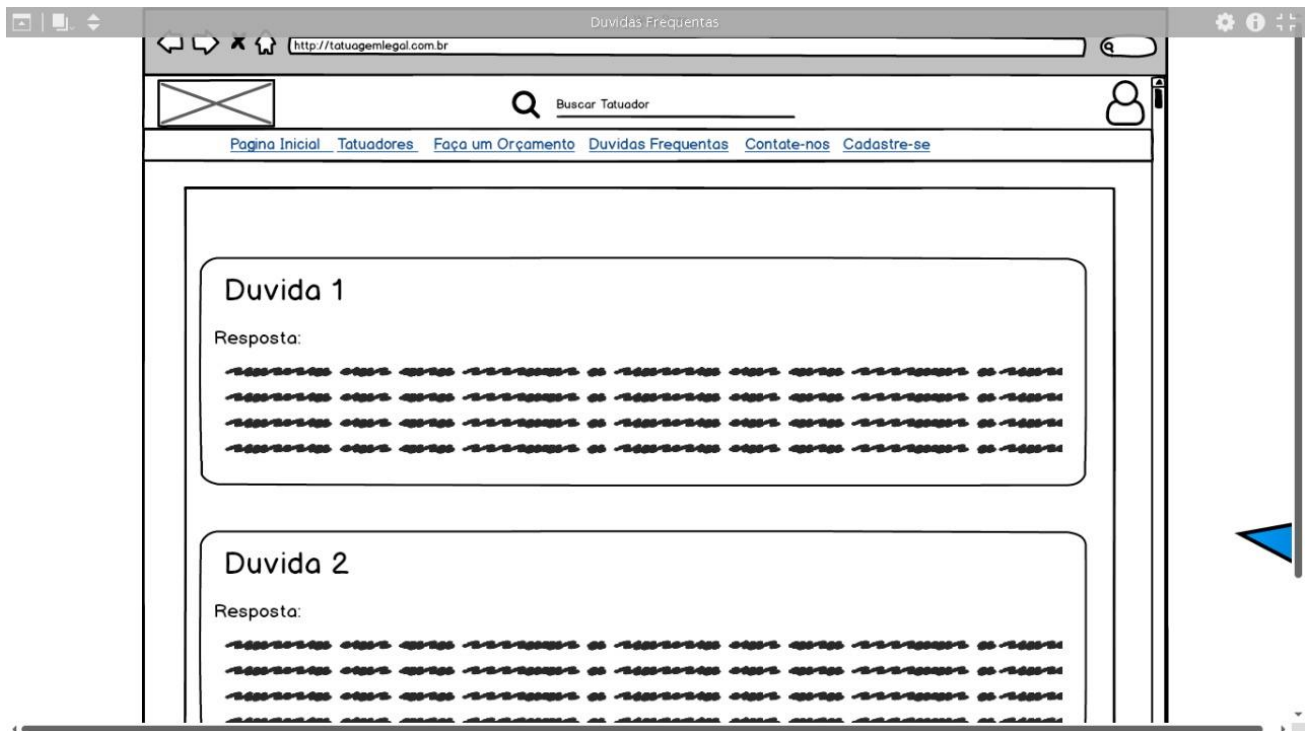 Duvidas Frequentas
http://tatuagemlegal.com.br
Buscar Tatuador
Pagina Inicial Tatuadores Faça um Orçamento Duvidas Frequentas Contate-nos Cadastre-se
Duvida 1
Resposta:
Duvida 2
Resposta: